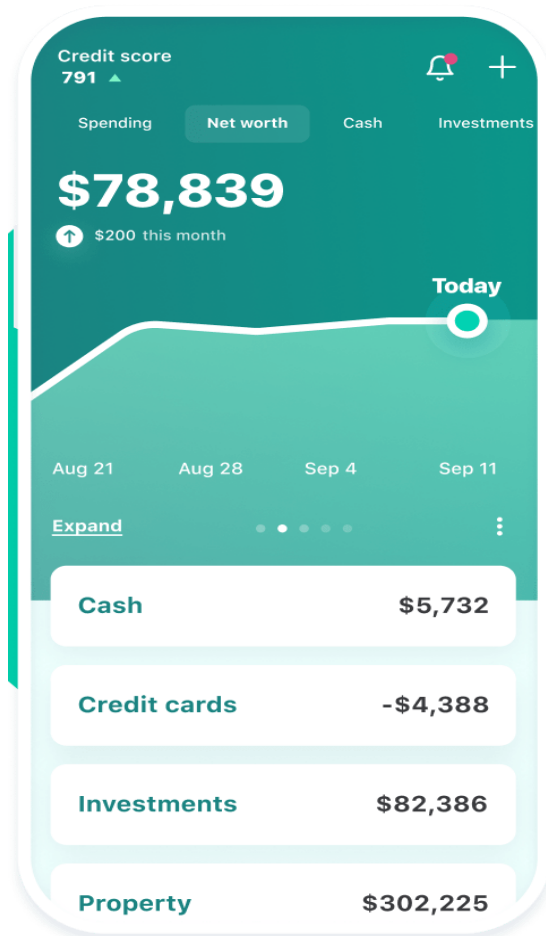 Credit score
791
Spending Net worth Cash Investments
$78,839
$200 this month
Today
Aug 21 Aug 28 Sep 4 Sep 11
Expand
Cash $5,732
Credit cards -$4,388
Investments $82,386
Property $302,225